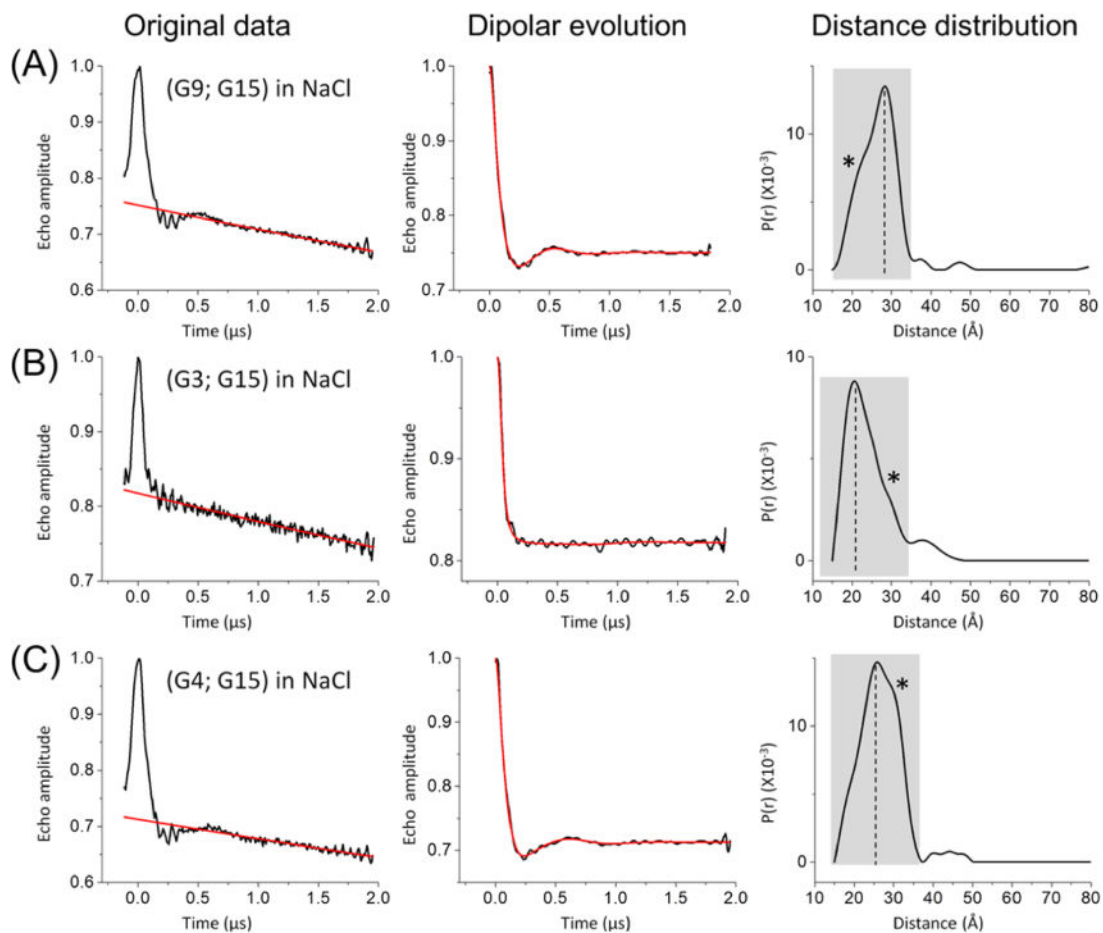 Original data Dipolar evolution Distance distribution
(A)
(G9; G15) in NaCl
Echo amplitude
1.0
0.9
0.8
0.7
0.6
0.0 0.5 1.0 1.5 2.0
Time (µs)
Echo amplitude
1.0
0.9
0.8
0.7
0.0 0.5 1.0 1.5 2.0
Time (µs)
P(r) (X10⁻³)
10
0
*
10 20 30 40 50 60 70 80
Distance (Å)
(B)
(G3; G15) in NaCl
Echo amplitude
1.0
0.9
0.8
0.7
0.0 0.5 1.0 1.5 2.0
Time (µs)
Echo amplitude
1.0
0.9
0.8
0.0 0.5 1.0 1.5 2.0
Time (µs)
P(r) (X10⁻³)
10
0
*
10 20 30 40 50 60 70 80
Distance (Å)
(C)
(G4; G15) in NaCl
Echo amplitude
1.0
0.9
0.8
0.7
0.6
0.0 0.5 1.0 1.5 2.0
Time (µs)
Echo amplitude
1.0
0.9
0.8
0.7
0.0 0.5 1.0 1.5 2.0
Time (µs)
P(r) (X10⁻³)
10
0
*
10 20 30 40 50 60 70 80
Distance (Å)